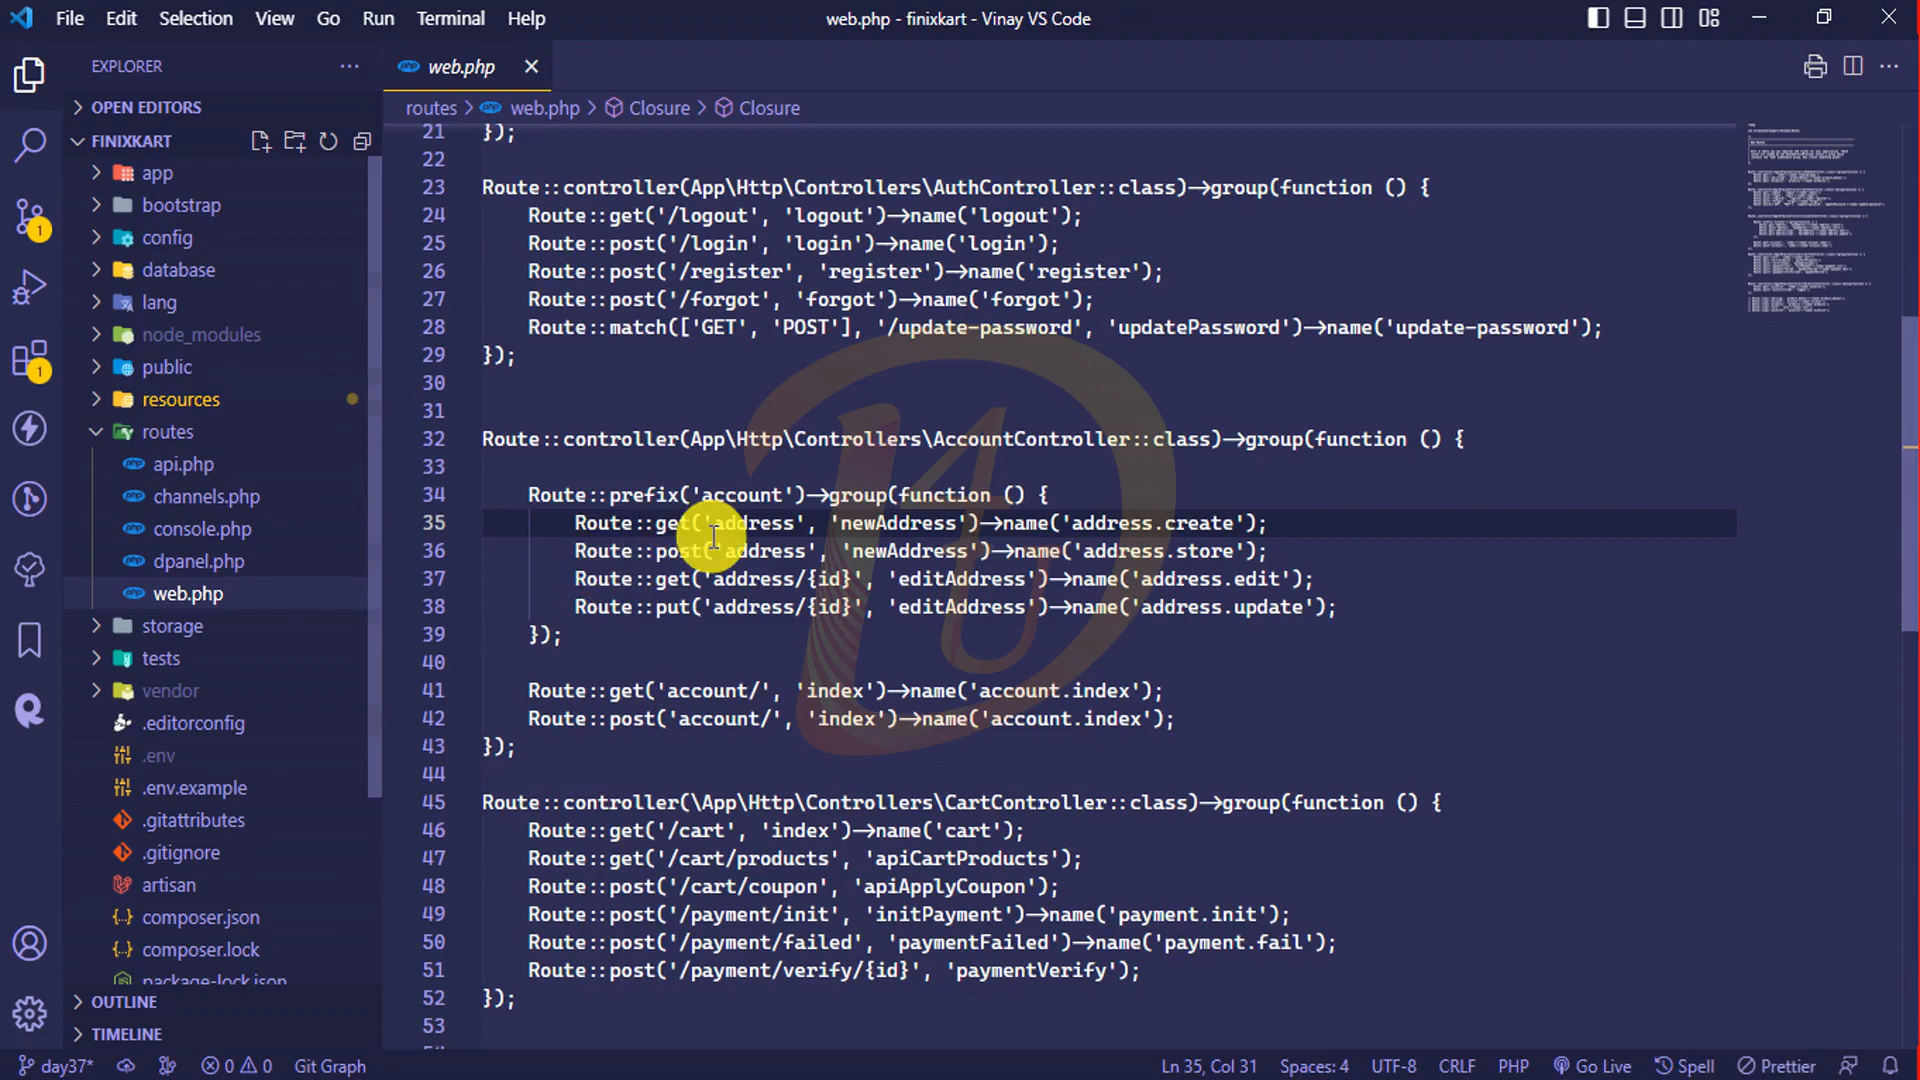 File Edit Selection View Go Run Terminal Help
web.php - finixkart - Vinay VS Code
EXPLORER
OPEN EDITORS
FINIXKART
app
bootstrap
config
database
lang
node_modules
public
resources
routes
api.php
channels.php
console.php
dpanel.php
web.php
storage
tests
vendor
.editorconfig
.env
.env.example
.gitattributes
.gitignore
artisan
composer.json
composer.lock
package-lock.json
OUTLINE
TIMELINE
1
1
web.php
routes > web.php > Closure > Closure
21 });
22
23 Route::controller(App\Http\Controllers\AuthController::class)->group(function () {
24 Route::get('/logout', 'logout')->name('logout');
25 Route::post('/login', 'login')->name('login');
26 Route::post('/register', 'register')->name('register');
27 Route::post('/forgot', 'forgot')->name('forgot');
28 Route::match(['GET', 'POST'], '/update-password', 'updatePassword')->name('update-password');
29 });
30
31
32 Route::controller(App\Http\Controllers\AccountController::class)->group(function () {
33
34 Route::prefix('account')->group(function () {
35 Route::get('address', 'newAddress')->name('address.create');
36 Route::post('address', 'newAddress')->name('address.store');
37 Route::get('address/{id}', 'editAddress')->name('address.edit');
38 Route::put('address/{id}', 'editAddress')->name('address.update');
39 });
40
41 Route::get('account/', 'index')->name('account.index');
42 Route::post('account/', 'index')->name('account.index');
43 });
44
45 Route::controller(\App\Http\Controllers\CartController::class)->group(function () {
46 Route::get('/cart', 'index')->name('cart');
47 Route::get('/cart/products', 'apiCartProducts');
48 Route::post('/cart/coupon', 'apiApplyCoupon');
49 Route::post('/payment/init', 'initPayment')->name('payment.init');
50 Route::post('/payment/failed', 'paymentFailed')->name('payment.fail');
51 Route::post('/payment/verify/{id}', 'paymentVerify');
52 });
53
day37* 0 0 Git Graph
Ln 35, Col 31 Spaces: 4 UTF-8 CRLF PHP Go Live Spell Prettier